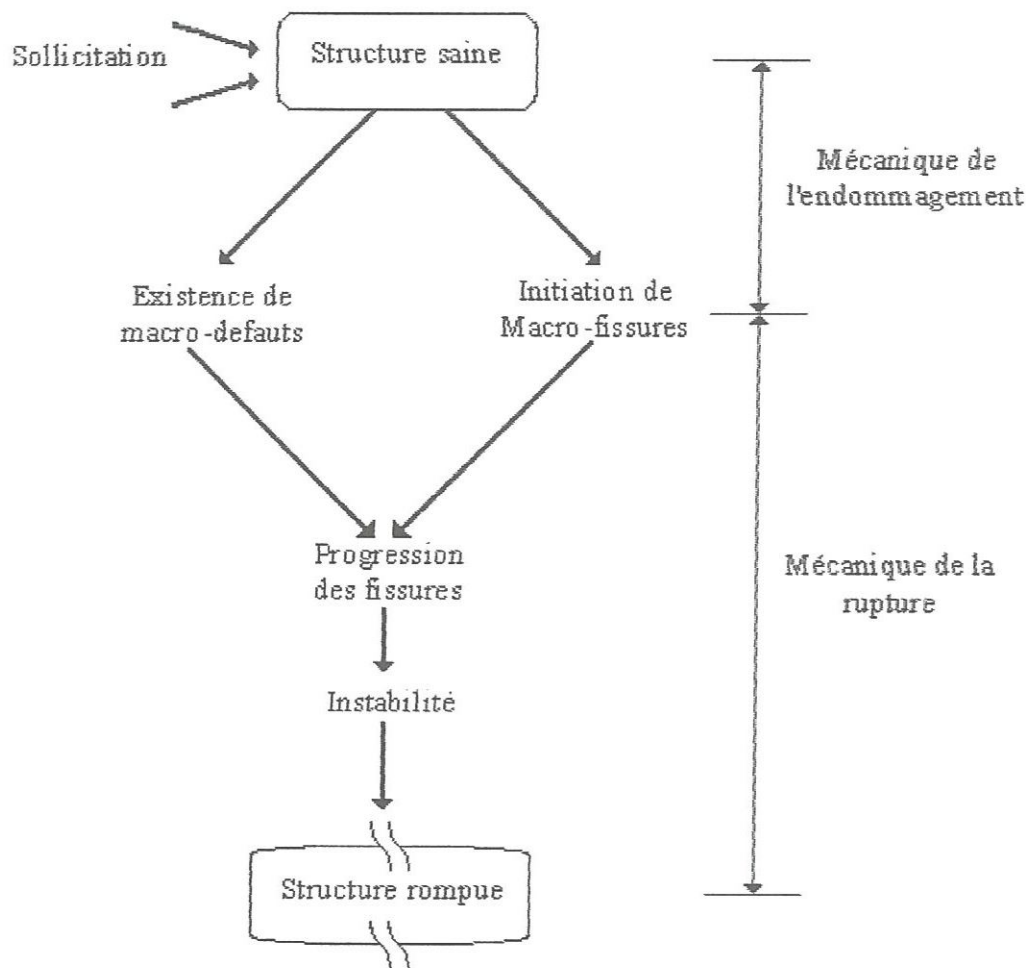 Sollicitation
Structure saine
Mécanique de
l'endommagement
Existence de
macro-defauts
Initiation de
Macro-fissures
Progression
des fissures
Mécanique de la
rupture
Instabilité
Structure rompue